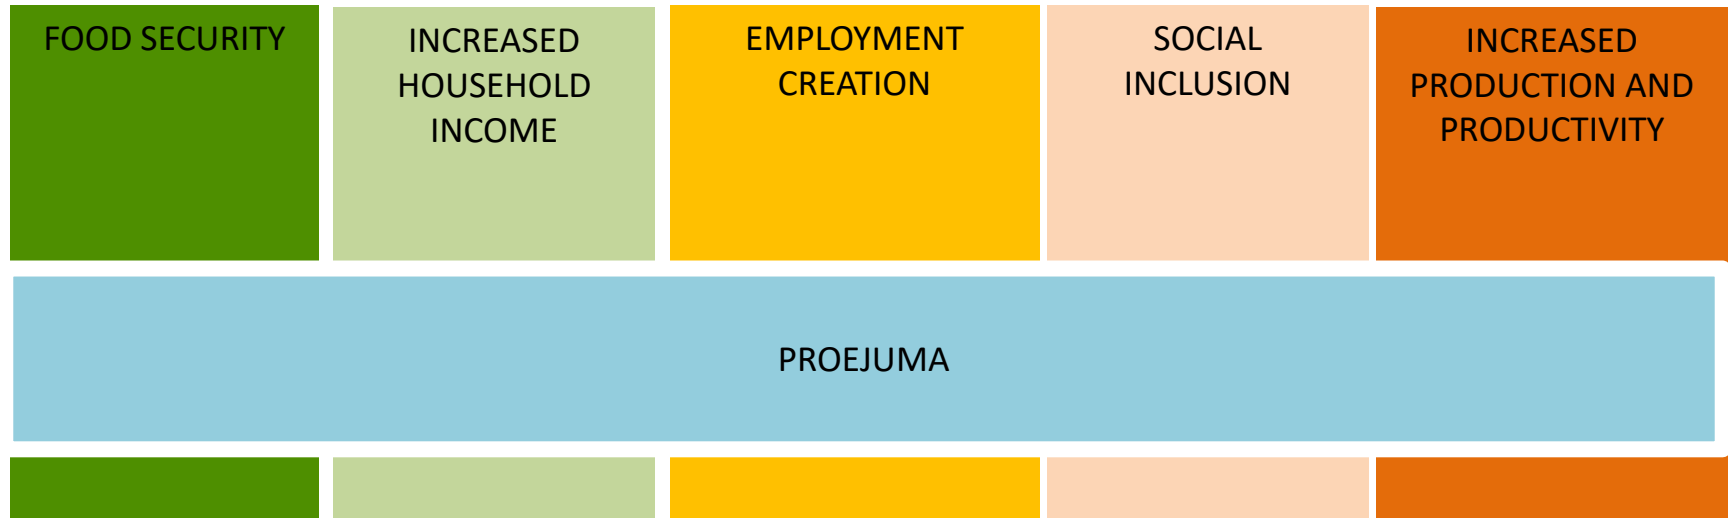 FOOD SECURITY
INCREASED
HOUSEHOLD
INCOME
EMPLOYMENT
CREATION
SOCIAL
INCLUSION
INCREASED
PRODUCTION AND
PRODUCTIVITY
PROEJUMA